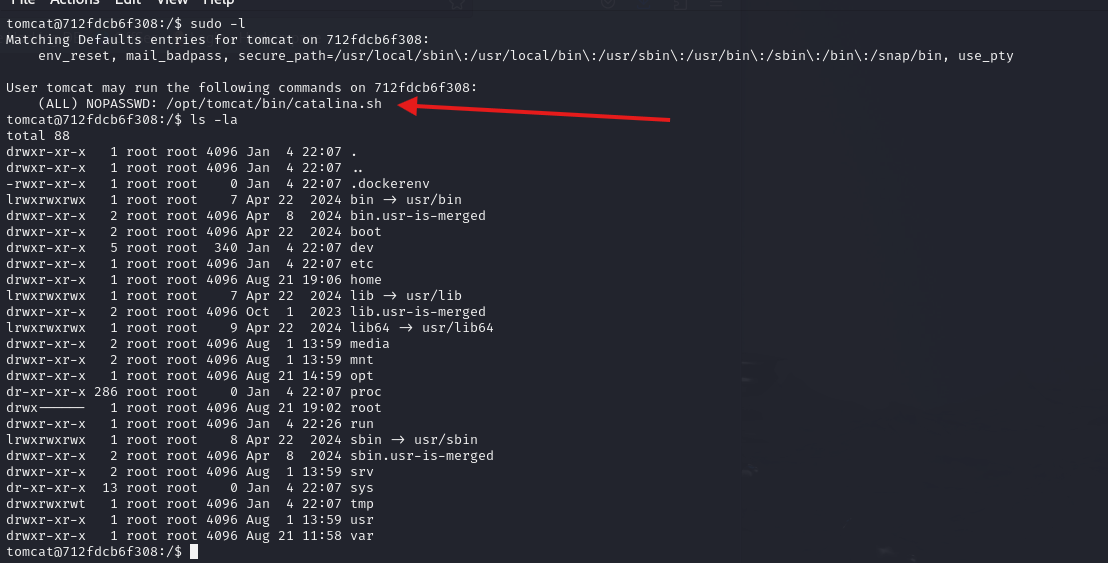 File Actions Edit View Help
tomcat@712fdcb6f308:/$ sudo -l
Matching Defaults entries for tomcat on 712fdcb6f308:
    env_reset, mail_badpass, secure_path=/usr/local/sbin\:/usr/local/bin\:/usr/sbin\:/usr/bin\:/sbin\:/bin\:/snap/bin, use_pty

User tomcat may run the following commands on 712fdcb6f308:
    (ALL) NOPASSWD: /opt/tomcat/bin/catalina.sh
tomcat@712fdcb6f308:/$ ls -la
total 88
drwxr-xr-x   1 root root 4096 Jan  4 22:07 .
drwxr-xr-x   1 root root 4096 Jan  4 22:07 ..
-rwxr-xr-x   1 root root    0 Jan  4 22:07 .dockerenv
lrwxrwxrwx   1 root root    7 Apr 22  2024 bin -> usr/bin
drwxr-xr-x   2 root root 4096 Apr  8  2024 bin.usr-is-merged
drwxr-xr-x   2 root root 4096 Apr 22  2024 boot
drwxr-xr-x   5 root root  340 Jan  4 22:07 dev
drwxr-xr-x   1 root root 4096 Jan  4 22:07 etc
drwxr-xr-x   1 root root 4096 Aug 21 19:06 home
lrwxrwxrwx   1 root root    7 Apr 22  2024 lib -> usr/lib
drwxr-xr-x   2 root root 4096 Oct  1  2023 lib.usr-is-merged
lrwxrwxrwx   1 root root    9 Apr 22  2024 lib64 -> usr/lib64
drwxr-xr-x   2 root root 4096 Aug  1 13:59 media
drwxr-xr-x   2 root root 4096 Aug  1 13:59 mnt
drwxr-xr-x   1 root root 4096 Aug 21 14:59 opt
dr-xr-xr-x 286 root root    0 Jan  4 22:07 proc
drwx------   1 root root 4096 Aug 21 19:02 root
drwxr-xr-x   1 root root 4096 Jan  4 22:26 run
lrwxrwxrwx   1 root root    8 Apr 22  2024 sbin -> usr/sbin
drwxr-xr-x   2 root root 4096 Apr  8  2024 sbin.usr-is-merged
drwxr-xr-x   2 root root 4096 Aug  1 13:59 srv
dr-xr-xr-x  13 root root    0 Jan  4 22:07 sys
drwxrwxrwt   1 root root 4096 Jan  4 22:07 tmp
drwxr-xr-x   1 root root 4096 Aug  1 13:59 usr
drwxr-xr-x   1 root root 4096 Aug 21 11:58 var
tomcat@712fdcb6f308:/$